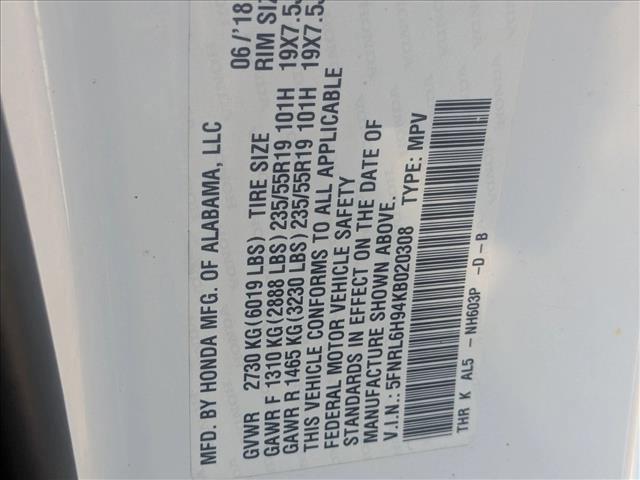 MFD. BY HONDA MFG. OF ALABAMA, LLC 06/'18
GVWR 2730 KG(6019 LBS) TIRE SIZE RIM SIZE
GAWR F 1310 KG(2888 LBS) 235/55R19 101H 19X7.5J
GAWR R 1465 KG(3230 LBS) 235/55R19 101H 19X7.5J
THIS VEHICLE CONFORMS TO ALL APPLICABLE
FEDERAL MOTOR VEHICLE SAFETY
STANDARDS IN EFFECT ON THE DATE OF
MANUFACTURE SHOWN ABOVE.
V.I.N.: 5FNRL6H94KB020308 TYPE: MPV
THR K AL5 - NH603P -D-B